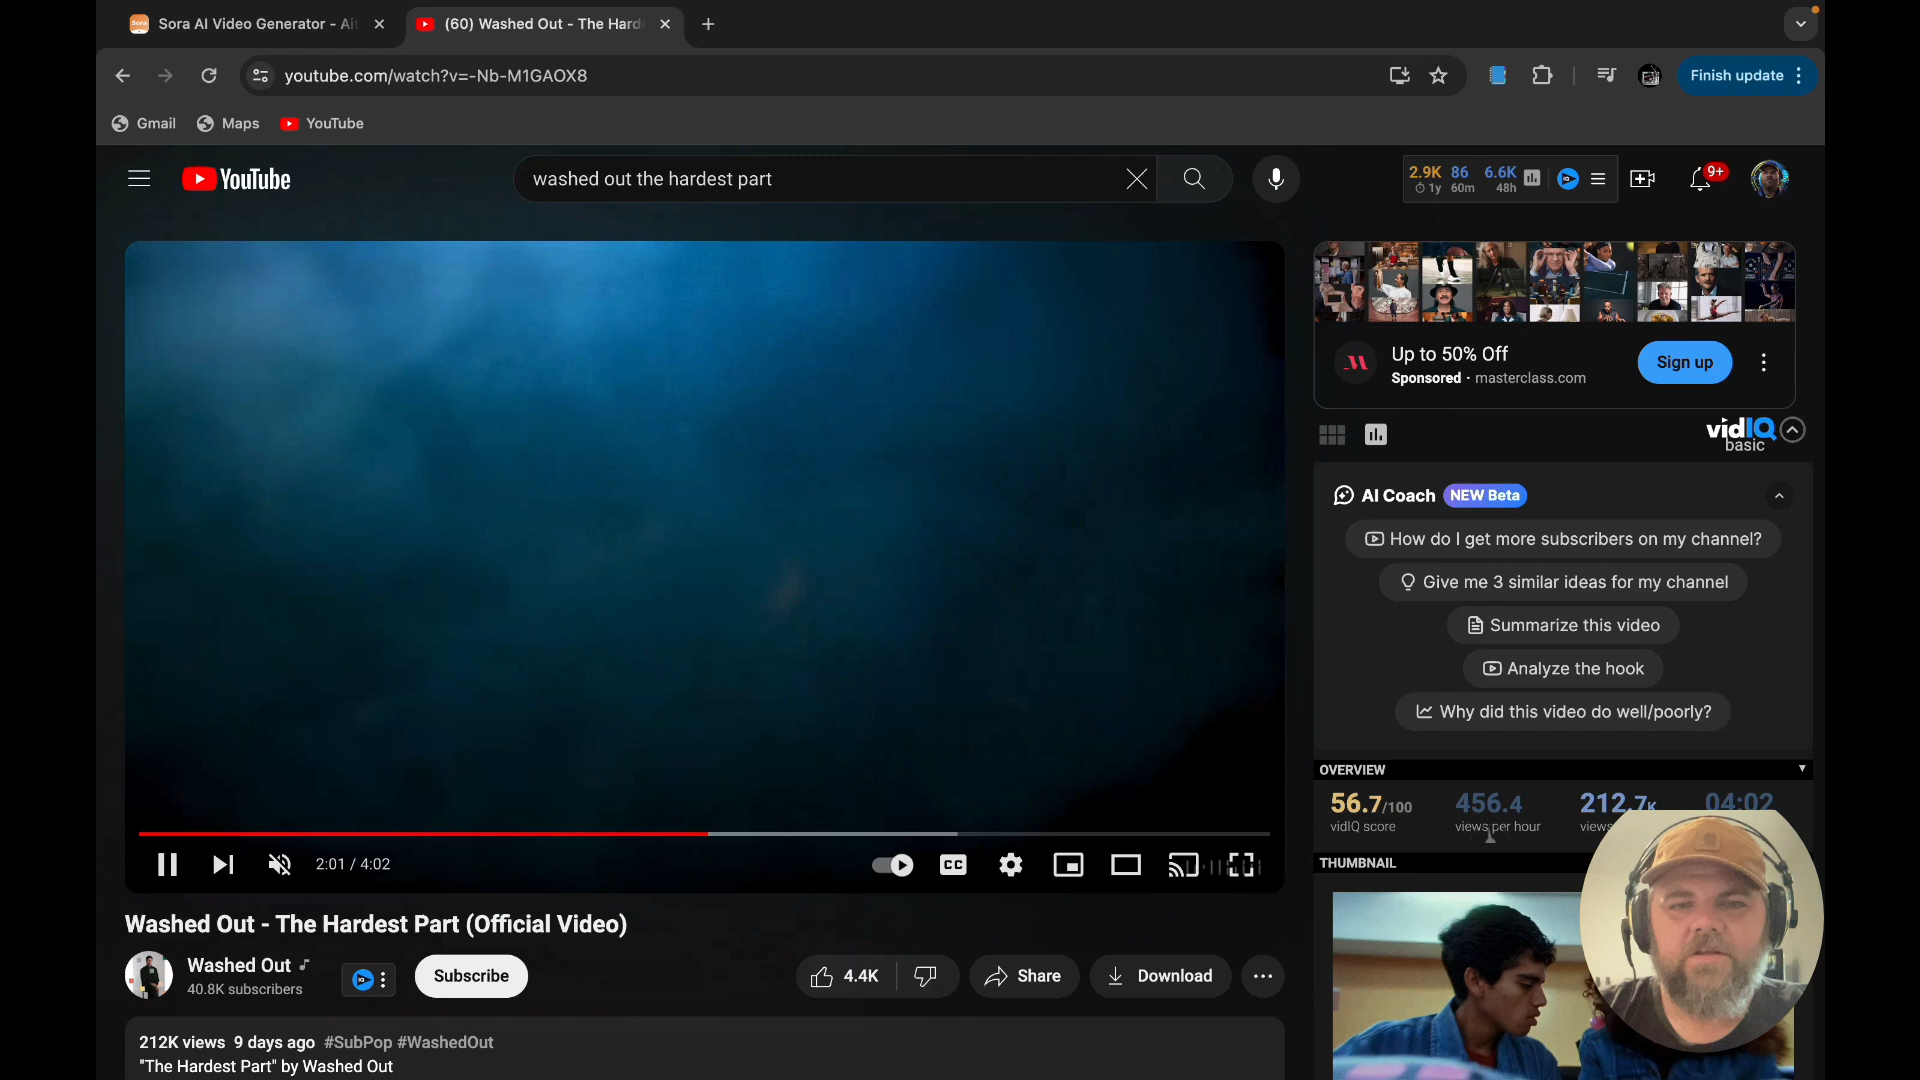 Sora AI Video Generator - Ai
(60) Washed Out - The Hard
youtube.com/watch?v=-Nb-M1GAOX8
Finish update
Gmail
Maps
YouTube
YouTube
washed out the hardest part
2.9K 86 6.6K
1y 60m 48h
9+
Up to 50% Off
Sponsored · masterclass.com
Sign up
vidIQ
basic
AI Coach NEW Beta
How do I get more subscribers on my channel?
Give me 3 similar ideas for my channel
Summarize this video
Analyze the hook
Why did this video do well/poorly?
OVERVIEW
56.7/100 456.4 212.7K 04:02
vidIQ score views per hour views
THUMBNAIL
2:01 / 4:02
CC
Washed Out - The Hardest Part (Official Video)
Washed Out
40.8K subscribers
Subscribe
4.4K
Share
Download
212K views 9 days ago #SubPop #WashedOut
"The Hardest Part" by Washed Out